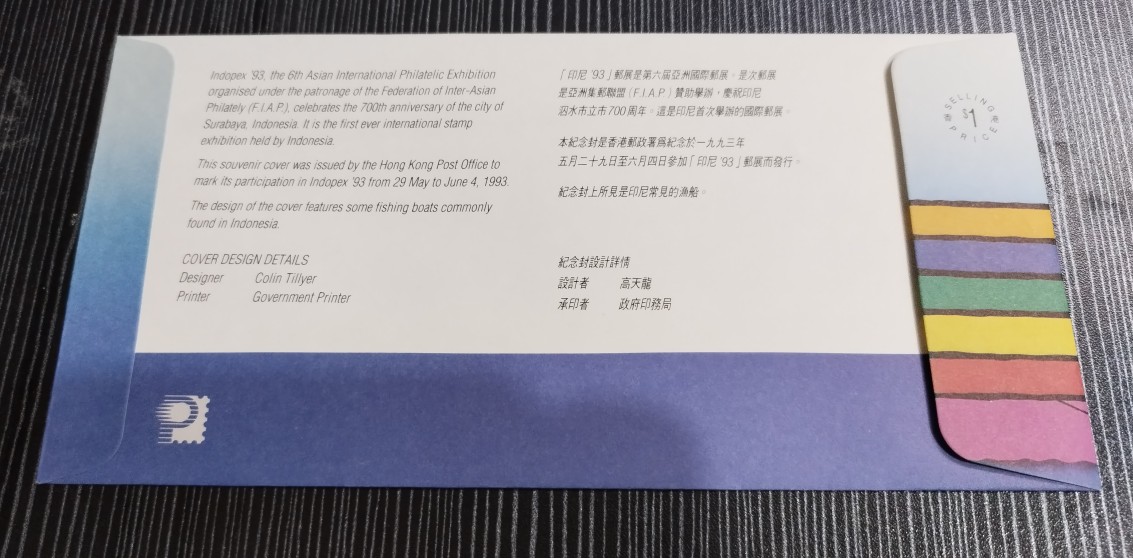 Indopex '93, the 6th Asian International Philatelic Exhibition
organised under the patronage of the Federation of Inter-Asian
Philately (F.I.A.P.), celebrates the 700th anniversary of the city of
Surabaya, Indonesia. It is the first ever international stamp
exhibition held by Indonesia.
This souvenir cover was issued by the Hong Kong Post Office to
mark its participation in Indopex '93 from 29 May to June 4, 1993.
The design of the cover features some fishing boats commonly
found in Indonesia.
COVER DESIGN DETAILS
Designer Colin Tillyer
Printer Government Printer
「印尼 '93」郵展是第六屆亞洲國際郵展。是次郵展
是亞洲集郵聯盟(F.I.A.P.)贊助舉辦,慶祝印尼
泗水市立市700周年。這是印尼首次舉辦的國際郵展。
本紀念封是香港郵政署爲紀念於一九九三年
五月二十九日至六月四日參加「印尼 '93」郵展而發行。
紀念封上所見是印尼常見的漁船。
紀念封設計詳情
設計者 高天龍
承印者 政府印務局
SELLING
$1
PRICE
售